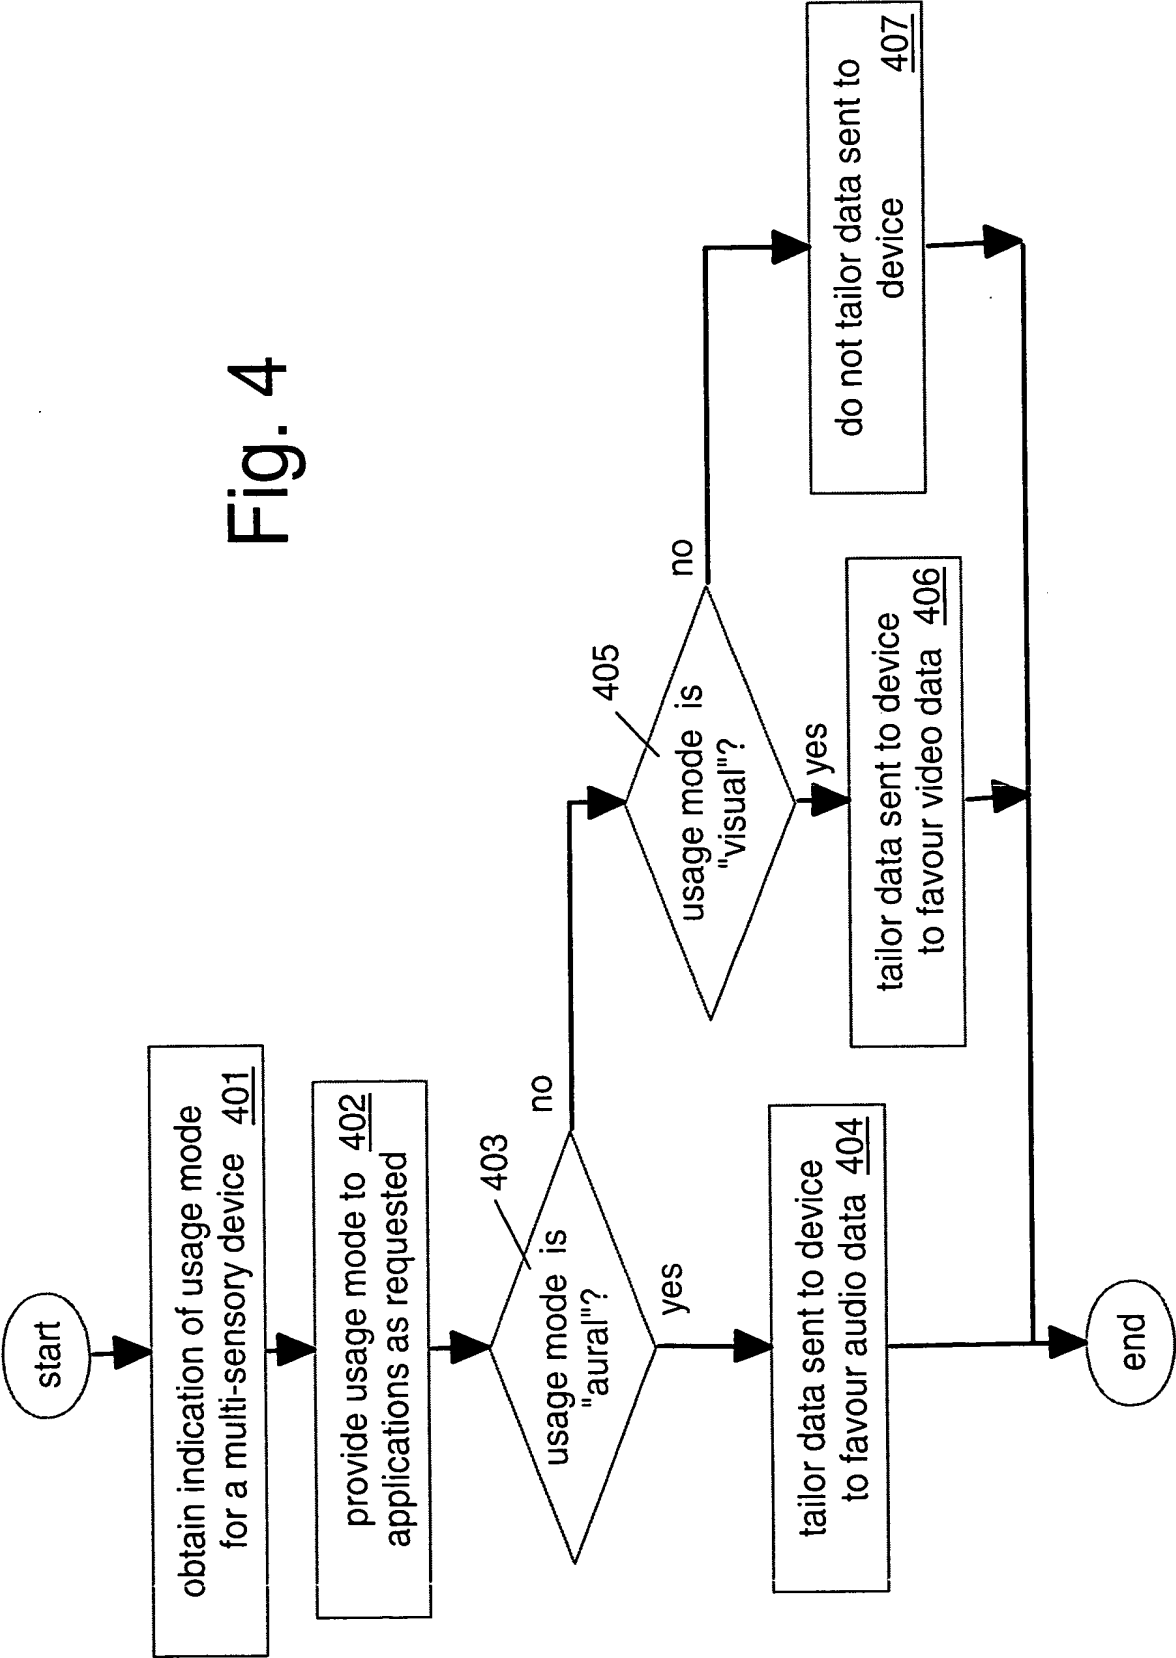 Fig. 4
start
obtain indication of usage mode
for a multi-sensory device 401
provide usage mode to 402
applications as requested
403
usage mode is
"aural"?
no
yes
tailor data sent to device
to favour audio data 404
405
usage mode is
"visual"?
no
yes
tailor data sent to device
to favour video data 406
do not tailor data sent to
device
407
end